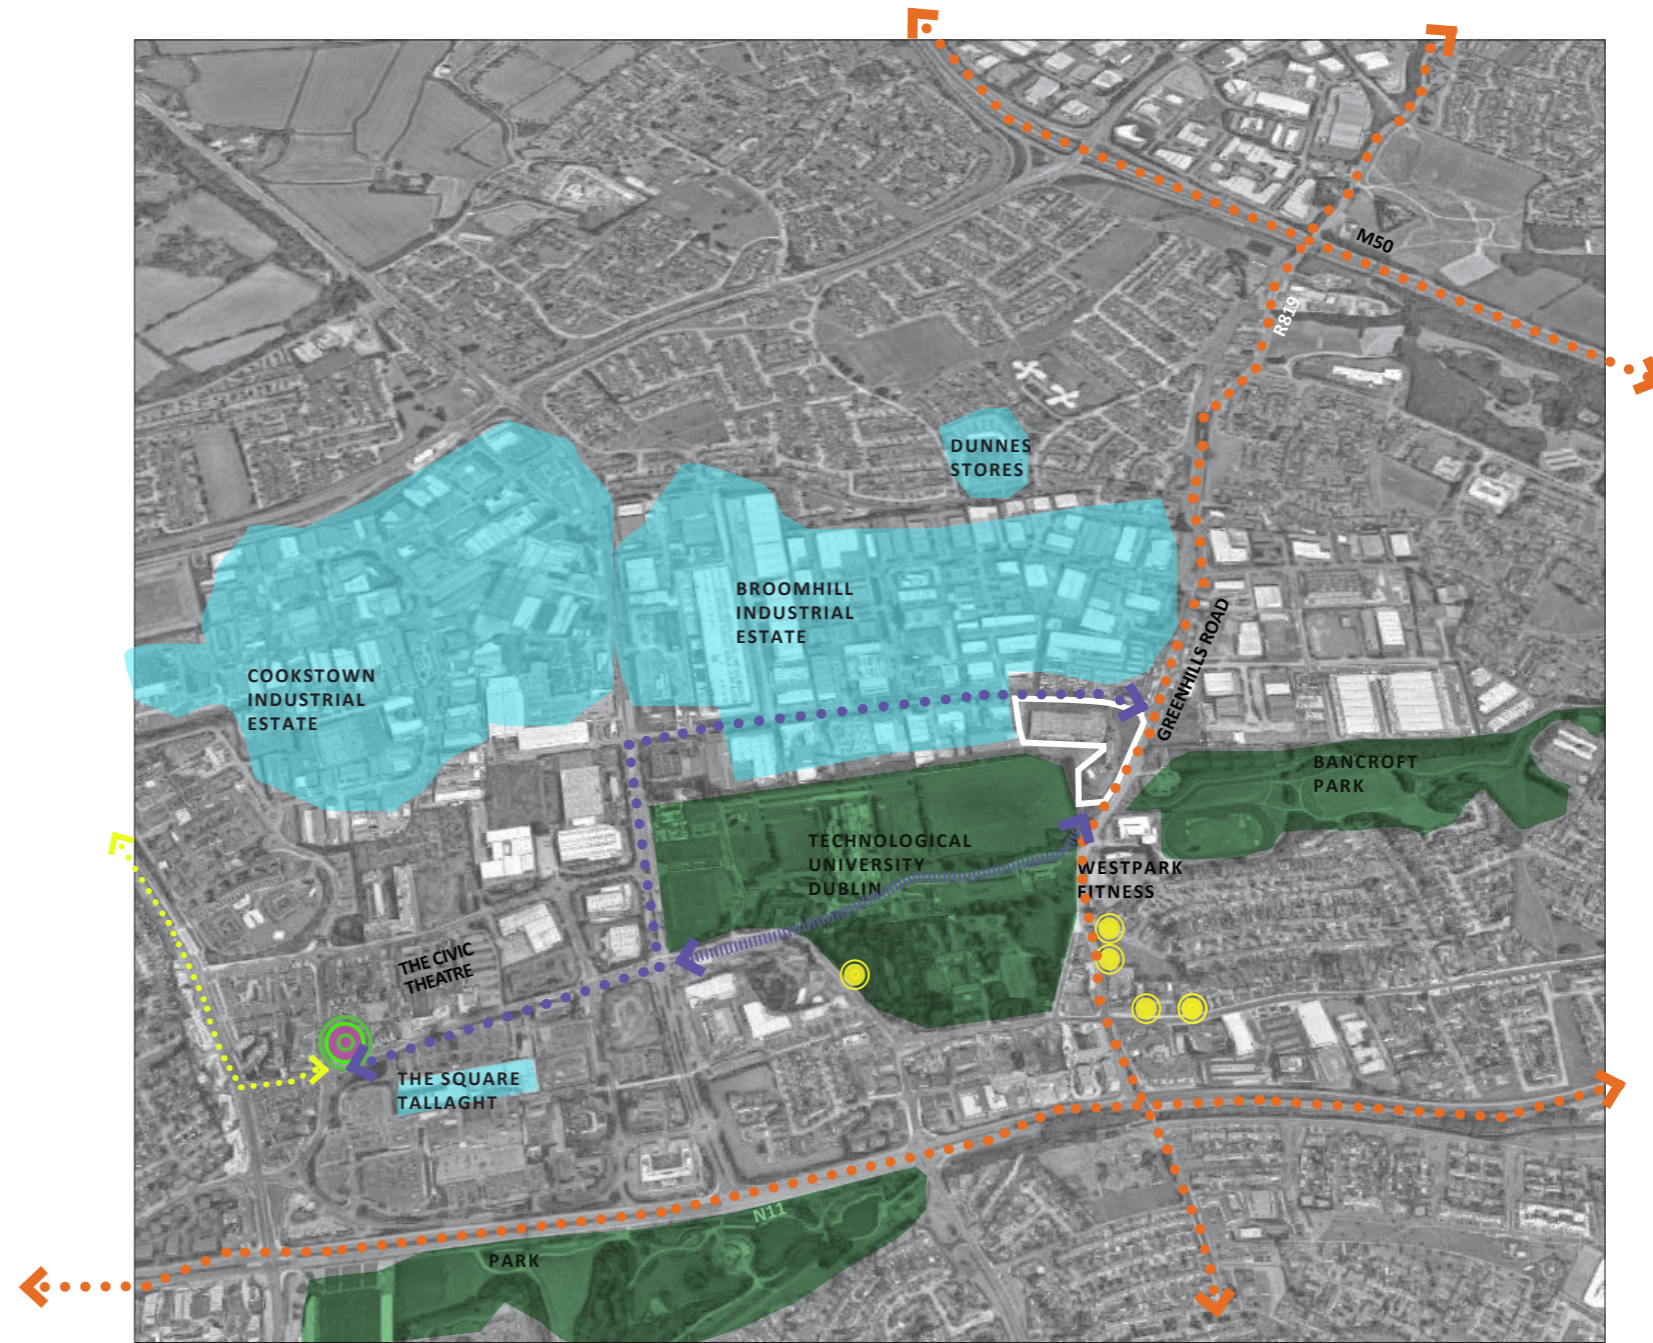 M50
R819
DUNNES
STORES
BROOMHILL
INDUSTRIAL
ESTATE
GREENHILLS ROAD
COOKSTOWN
INDUSTRIAL
ESTATE
BANCROFT
PARK
TECHNOLOGICAL
UNIVERSITY
DUBLIN
WESTPARK
FITNESS
THE CIVIC
THEATRE
THE SQUARE
TALLAGHT
N11
PARK